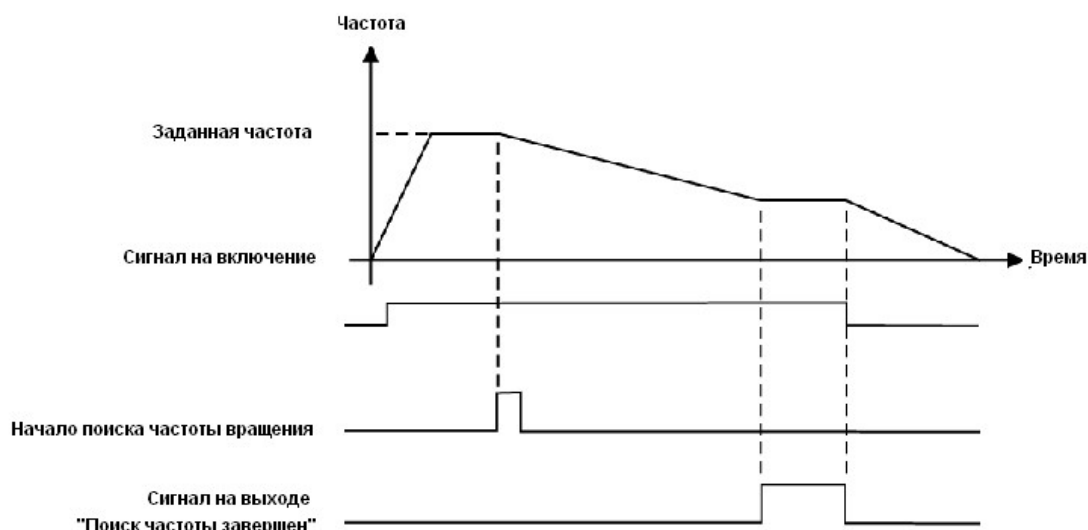 Частота
Заданная частота
Сигнал на включение
Время
Начало поиска частоты вращения
Сигнал на выходе
"Поиск частоты завершен"